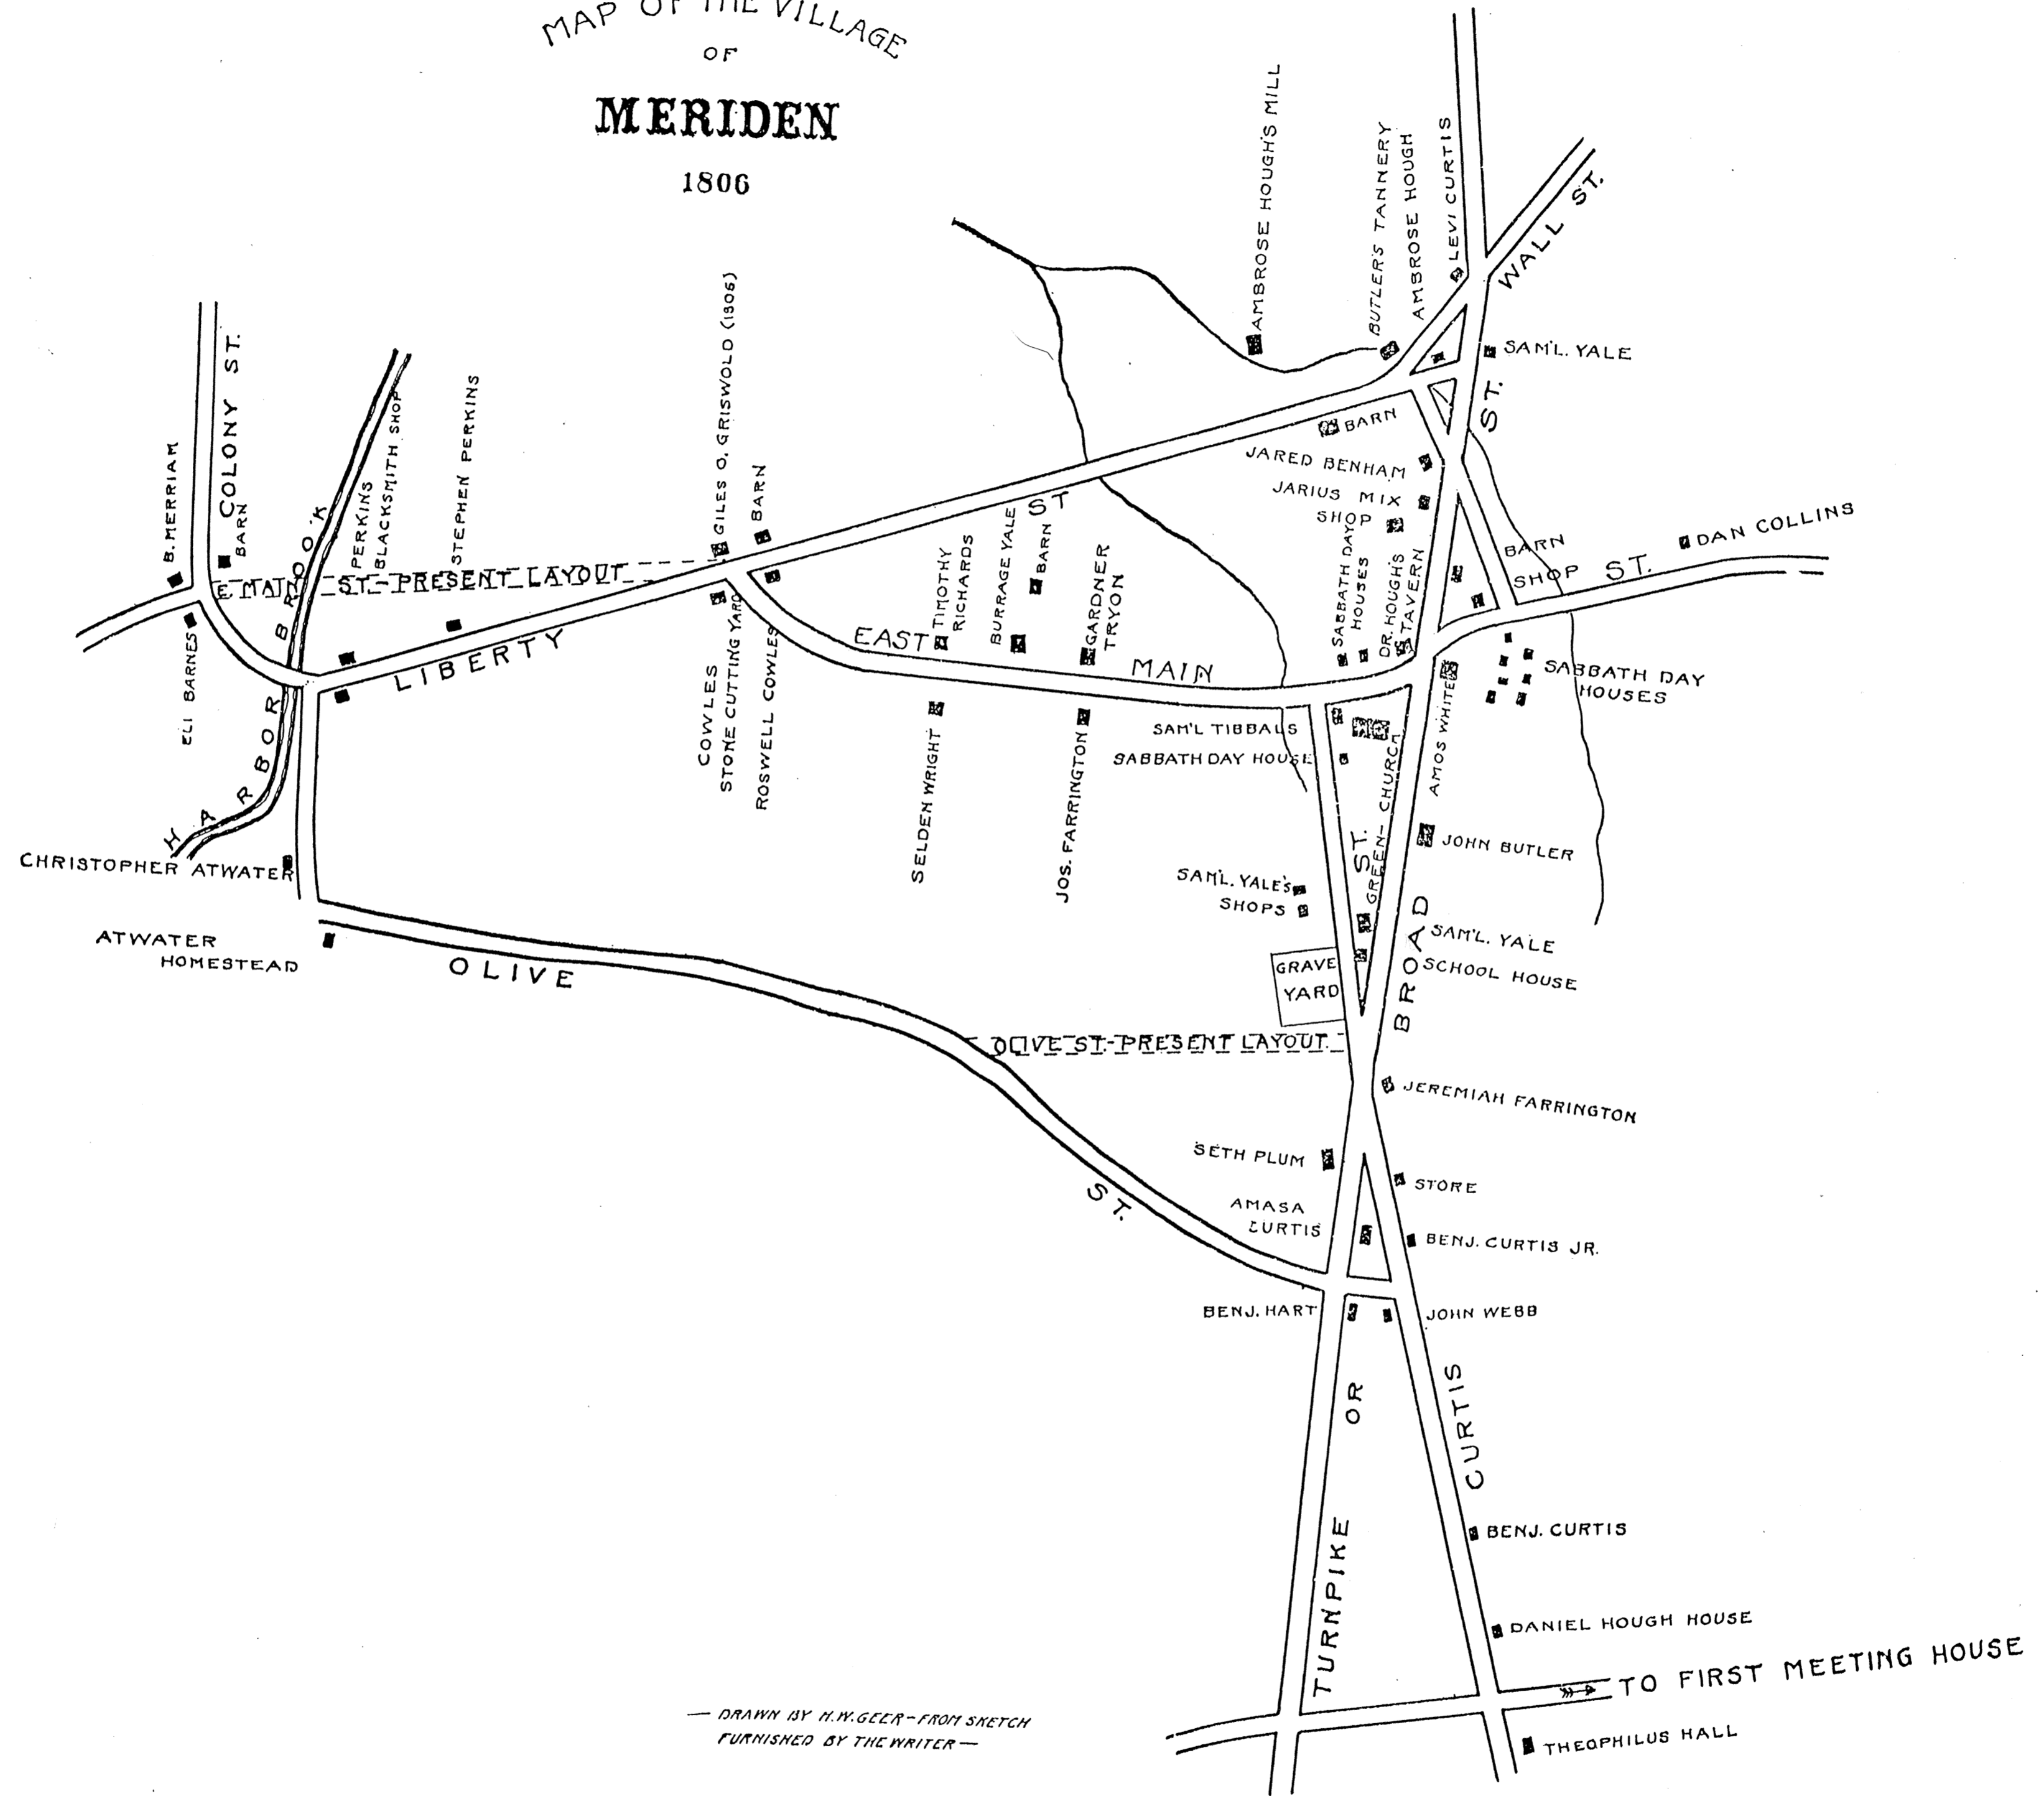 MAP OF THE VILLAGE
OF
MERIDEN
1806
AMBROSE HOUGH'S MILL
BUTLER'S TANNERY
AMBROSE HOUGH
LEVI CURTIS
WALL ST.
SAM'L. YALE
ST.
BARN
JARED BENHAM
JARIUS MIX
SHOP
SABBATH DAY
HOUSES
DR. HOUGH'S
TAVERN
BARN
SHOP
ST.
DAN COLLINS
SABBATH DAY
HOUSES
B. MERRIAM
COLONY ST.
BARN
HARBOR BROOK
PERKINS
BLACKSMITH SHOP
STEPHEN PERKINS
GILES O. GRISWOLD (1805)
BARN
E MAIN ST.-PRESENT LAYOUT
ELI BARNES
LIBERTY
ST
COWLES
STONE CUTTING YARD
ROSWELL COWLES
EAST
MAIN
TIMOTHY
RICHARDS
BURRAGE YALE
BARN
GARDNER
TRYON
SELDEN WRIGHT
JOS. FARRINGTON
SAM'L TIBBALS
SABBATH DAY HOUSE
AMOS WHITE
GREEN-CHURCH
ST.
JOHN BUTLER
CHRISTOPHER ATWATER
SAM'L. YALE'S
SHOPS
ATWATER
HOMESTEAD
OLIVE
ST.
GRAVE
YARD
BROAD
SAM'L. YALE
SCHOOL HOUSE
OLIVE ST.-PRESENT LAYOUT.
JEREMIAH FARRINGTON
SETH PLUM
STORE
AMASA
CURTIS
BENJ. CURTIS JR.
BENJ. HART
JOHN WEBB
TURNPIKE OR
CURTIS
BENJ. CURTIS
DANIEL HOUGH HOUSE
TO FIRST MEETING HOUSE
THEOPHILUS HALL
— DRAWN BY H.W.GEER-FROM SKETCH
FURNISHED BY THE WRITER —